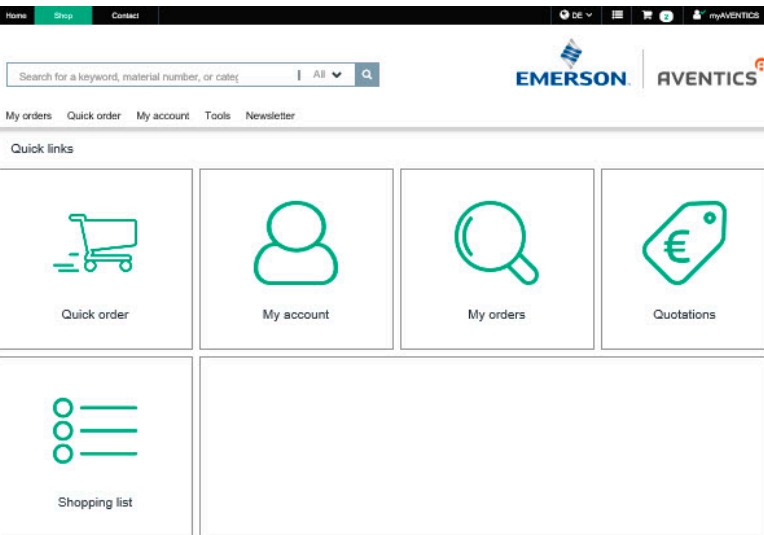 Home Shop Contact DE 2 myAVENTICS
Search for a keyword, material number, or categ All
EMERSON. AVENTICS
My orders Quick order My account Tools Newsletter
Quick links
€
Quick order My account My orders Quotations
Shopping list